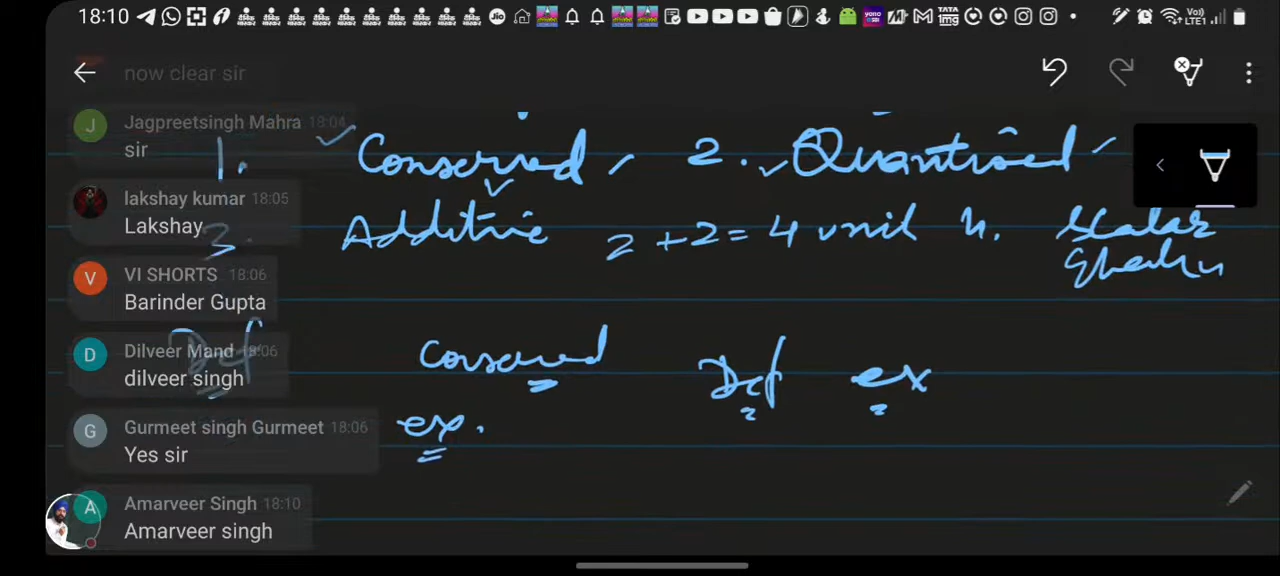 18:10
now clear sir
Jagpreetsingh Mahra 18:04
sir
lakshay kumar 18:05
Lakshay
VI SHORTS 18:06
Barinder Gupta
Dilveer Mand 18:06
dilveer singh
Gurmeet singh Gurmeet 18:06
Yes sir
Amarveer Singh 18:10
Amarveer singh
1. Conserved 2. Quantized
3. Additive 2 + 2 = 4 unit 4. Scalar
Def Conserved Def ex
ex.